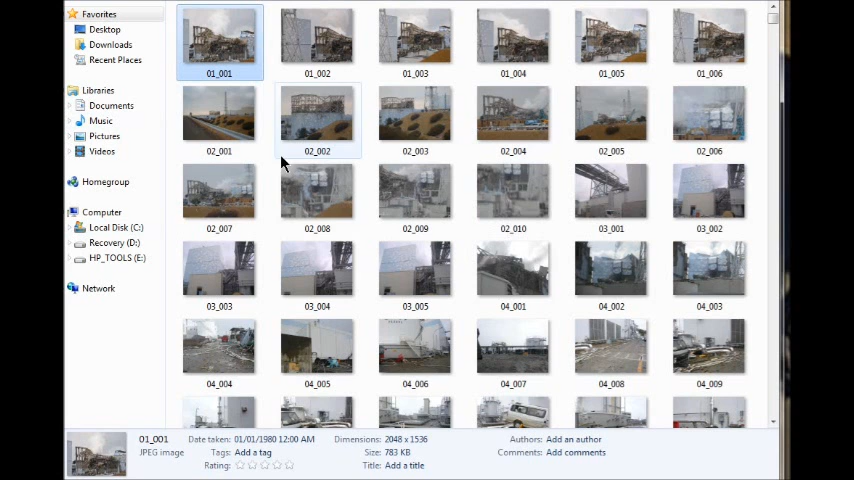 Favorites
Desktop
Downloads
Recent Places
Libraries
Documents
Music
Pictures
Videos
Homegroup
Computer
Local Disk (C:)
Recovery (D:)
HP_TOOLS (E:)
Network
01_001 01_002 01_003 01_004 01_005 01_006
02_001 02_002 02_003 02_004 02_005 02_006
02_007 02_008 02_009 02_010 03_001 03_002
03_003 03_004 03_005 04_001 04_002 04_003
04_004 04_005 04_006 04_007 04_008 04_009
01_001 Date taken: 01/01/1980 12:00 AM Dimensions: 2048 x 1536 Authors: Add an author
JPEG image Tags: Add a tag Size: 783 KB Comments: Add comments
Rating: Title: Add a title